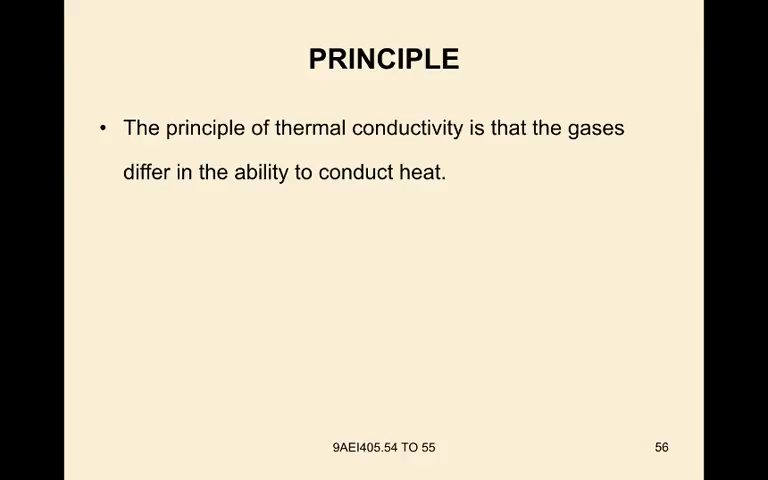 PRINCIPLE
• The principle of thermal conductivity is that the gases
differ in the ability to conduct heat.
9AEI405.54 TO 55
56